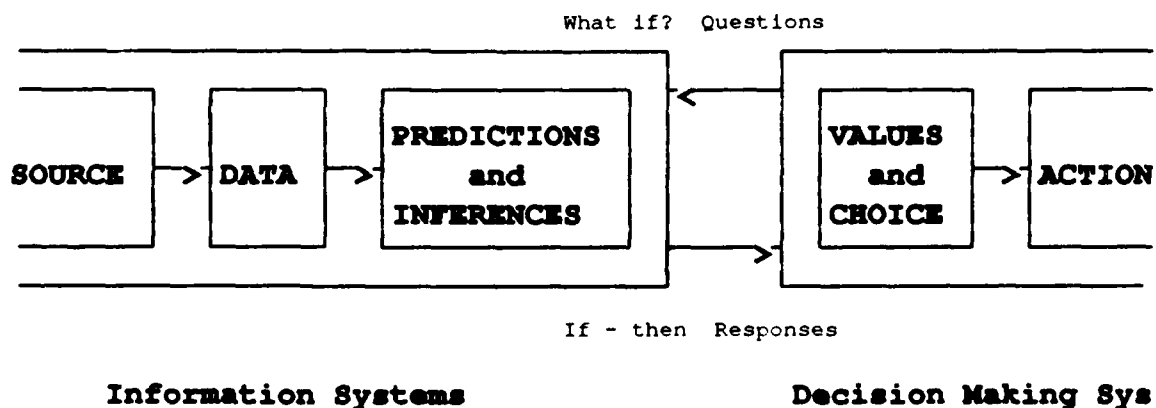 What if? Questions
SOURCE
DATA
PREDICTIONS
and
INFERENCES
VALUES
and
CHOICE
ACTION
If - then Responses
Information Systems
Decision Making Sys